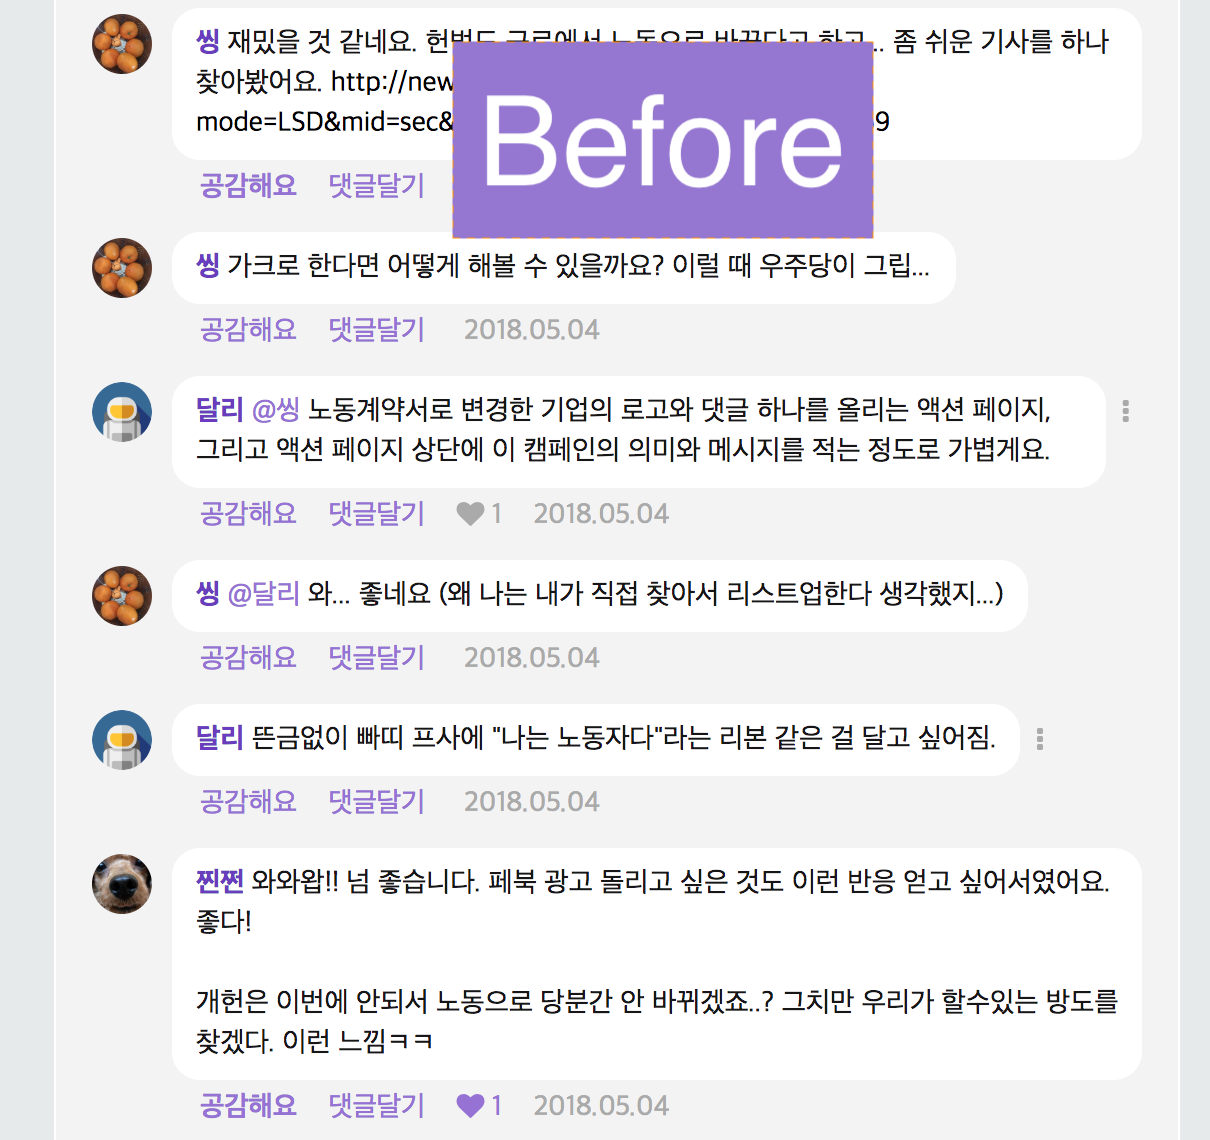 씽 재밌을 것 같네요. 헌법도 근로에서 노동으로 바꾼다고 하고... 좀 쉬운 기사를 하나
찾아봤어요. http://new
Before
mode=LSD&mid=sec& 9
공감해요 댓글달기
씽 가크로 한다면 어떻게 해볼 수 있을까요? 이럴 때 우주당이 그립...
공감해요 댓글달기 2018.05.04
달리 @씽 노동계약서로 변경한 기업의 로고와 댓글 하나를 올리는 액션 페이지,
그리고 액션 페이지 상단에 이 캠페인의 의미와 메시지를 적는 정도로 가볍게요.
공감해요 댓글달기 1 2018.05.04
씽 @달리 와... 좋네요 (왜 나는 내가 직접 찾아서 리스트업한다 생각했지...)
공감해요 댓글달기 2018.05.04
달리 뜬금없이 빠띠 프사에 "나는 노동자다"라는 리본 같은 걸 달고 싶어짐.
공감해요 댓글달기 2018.05.04
찐쩐 와와왑!! 넘 좋습니다. 페북 광고 돌리고 싶은 것도 이런 반응 얻고 싶어서였어요.
좋다!
개헌은 이번에 안되서 노동으로 당분간 안 바뀌겠죠..? 그치만 우리가 할수있는 방도를
찾겠다. 이런 느낌ㅋㅋ
공감해요 댓글달기 1 2018.05.04